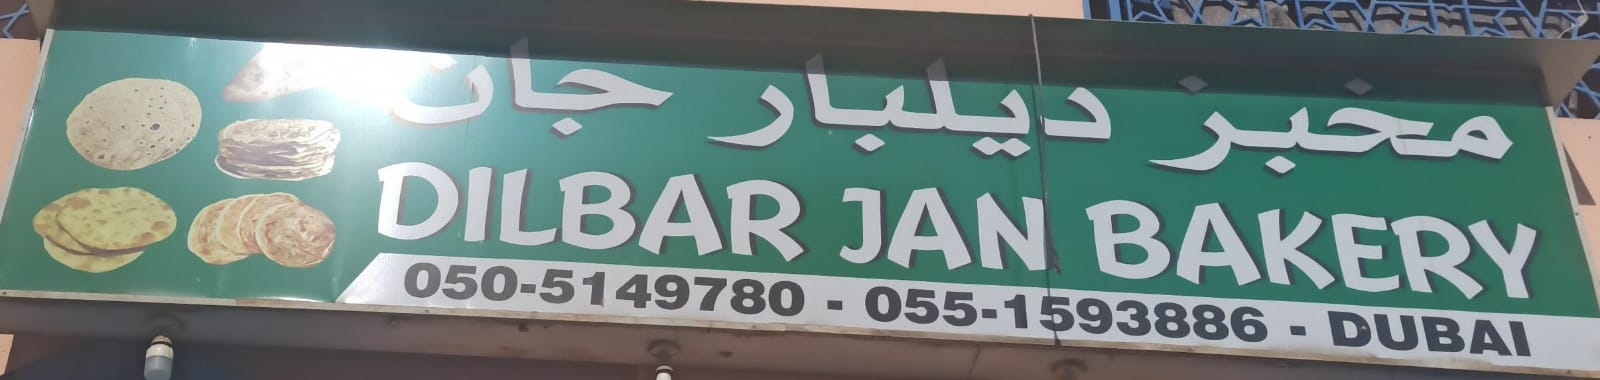 مخبز ديلبار جان
DILBAR JAN BAKERY
050-5149780 - 055-1593886 - DUBAI